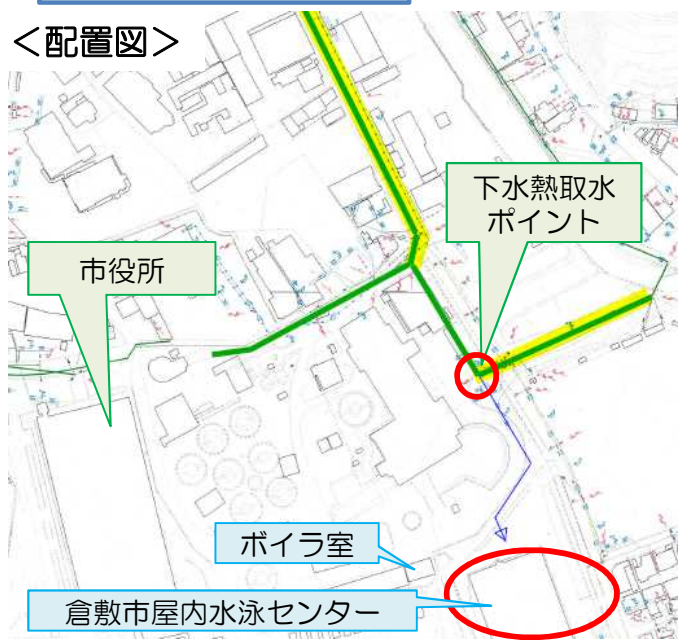 ＜配置図＞
下水熱取水
ポイント
市役所
ボイラ室
倉敷市屋内水泳センター